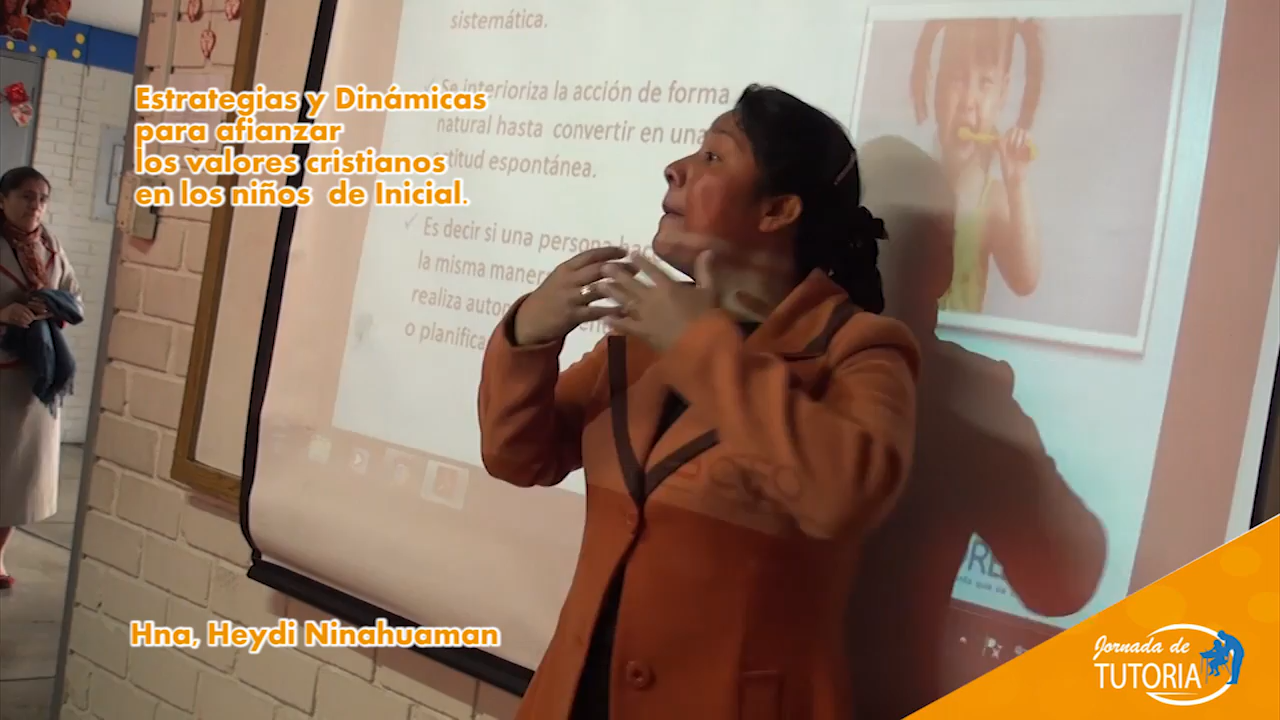 sistemática.
Se interioriza la acción de forma
natural hasta convertir en una
actitud espontánea.
Es decir si una persona hace
la misma manera
realiza
o planifica
Estrategias y Dinámicas
para afianzar
los valores cristianos
en los niños de Inicial.
Hna, Heydi Ninahuaman
Jornada de
TUTORIA